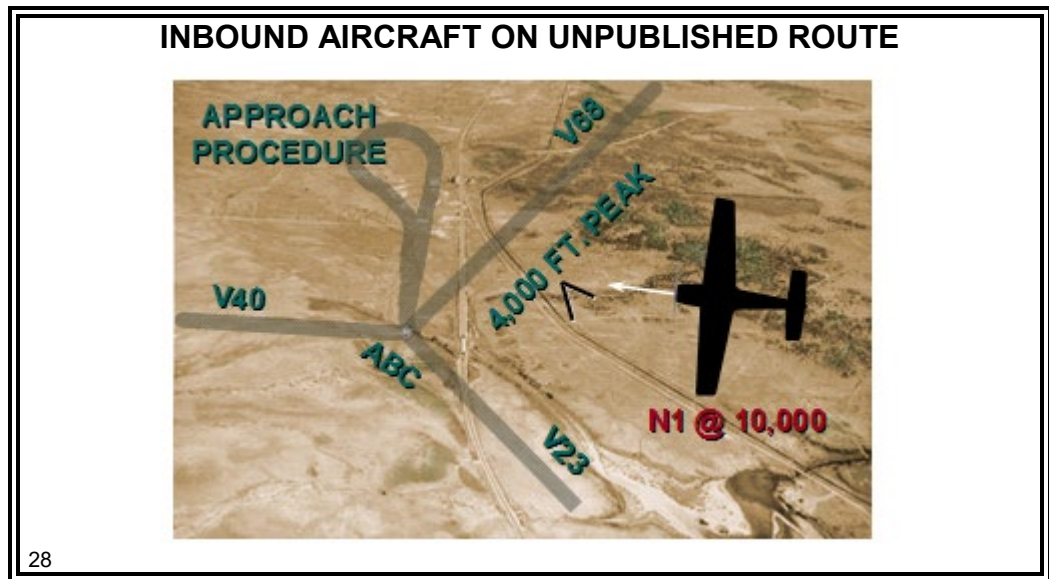 INBOUND AIRCRAFT ON UNPUBLISHED ROUTE
APPROACH
PROCEDURE
V68
4,000 FT. PEAK
V40
ABC
N1 @ 10,000
V23
28